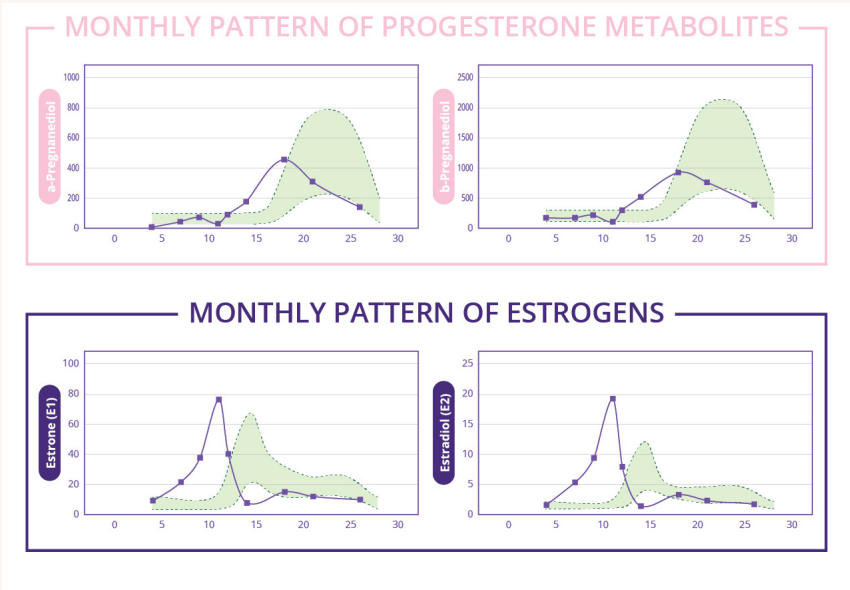 MONTHLY PATTERN OF PROGESTERONE METABOLITES
a-Pregnanediol
1000
800
600
400
200
0
0 5 10 15 20 25 30
b-Pregnanediol
2500
2000
1500
1000
500
0
0 5 10 15 20 25 30
MONTHLY PATTERN OF ESTROGENS
Estrone (E1)
100
80
60
40
20
0
0 5 10 15 20 25 30
Estradiol (E2)
25
20
15
10
5
0
0 5 10 15 20 25 30